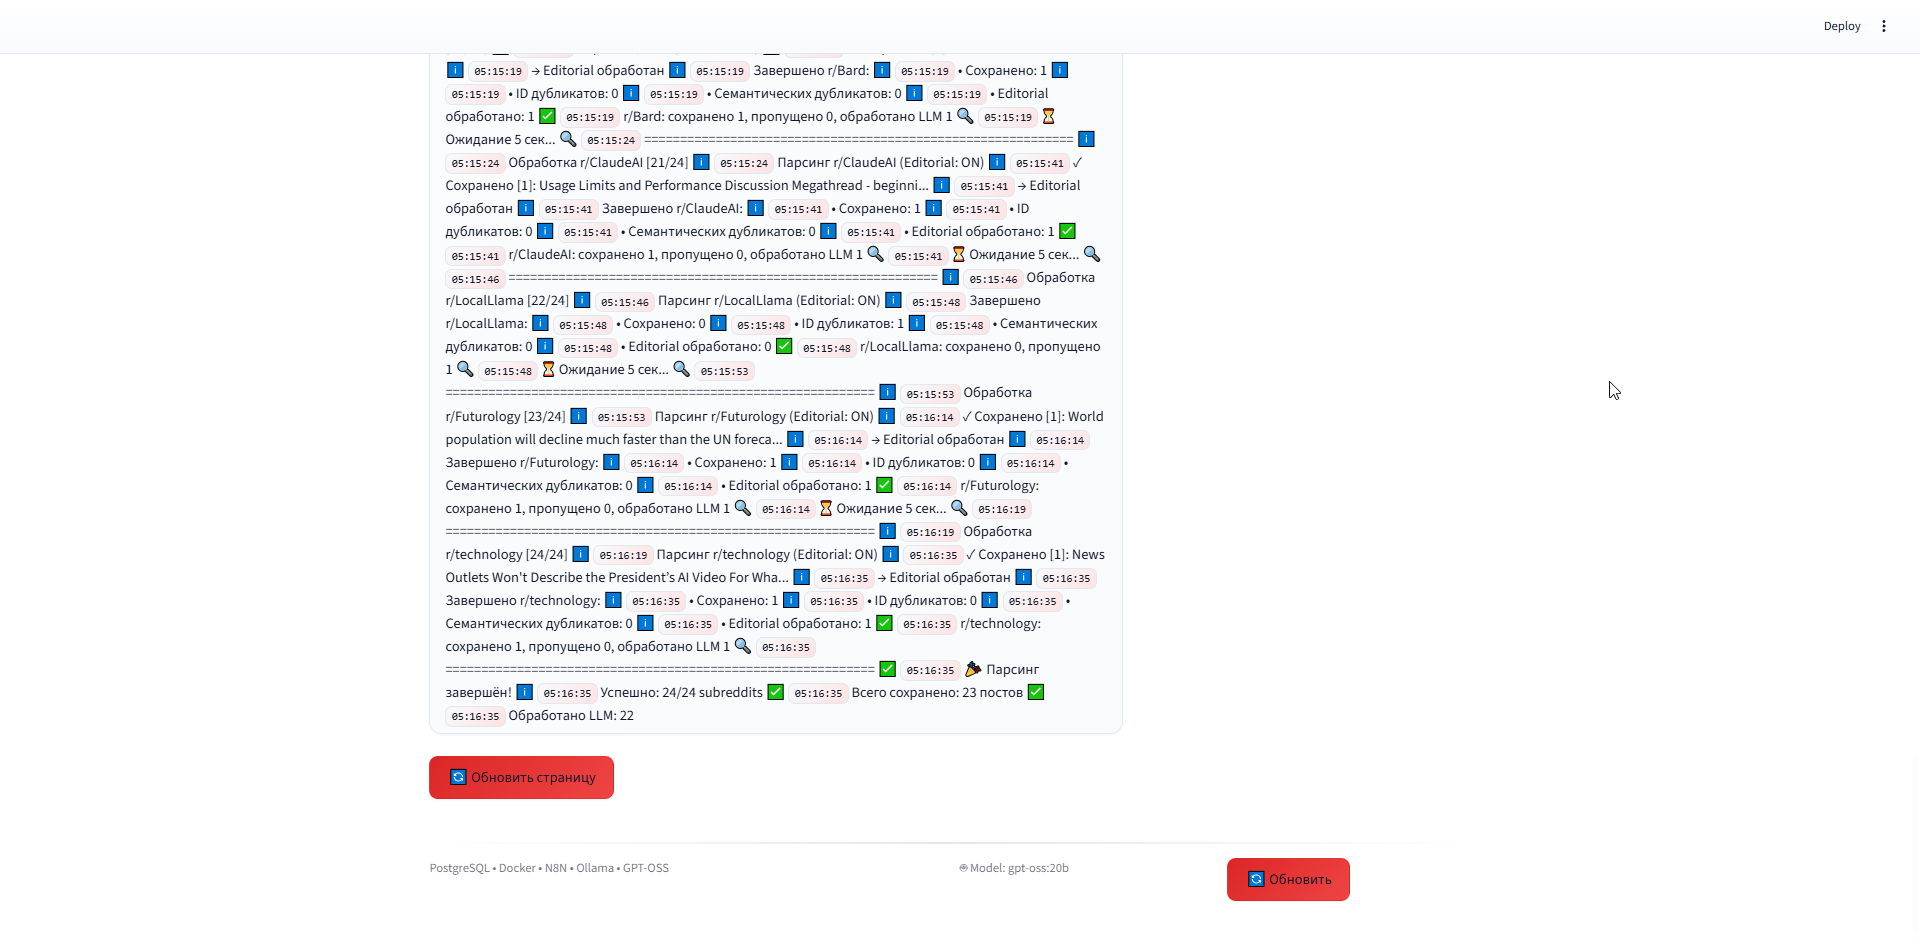 Deploy
05:15:19 → Editorial обработан 05:15:19 Завершено r/Bard: 05:15:19 • Сохранено: 1
05:15:19 • ID дубликатов: 0 05:15:19 • Семантических дубликатов: 0 05:15:19 • Editorial
обработано: 1 ✅ 05:15:19 r/Bard: сохранено 1, пропущено 0, обработано LLM 1 🔍 05:15:19 ⏳
Ожидание 5 сек... 🔍 05:15:24 ============================================================ ℹ️
05:15:24 Обработка r/ClaudeAI [21/24] ℹ️ 05:15:24 Парсинг r/ClaudeAI (Editorial: ON) ℹ️ 05:15:41 ✓
Сохранено [1]: Usage Limits and Performance Discussion Megathread - beginni... ℹ️ 05:15:41 → Editorial
обработан ℹ️ 05:15:41 Завершено r/ClaudeAI: ℹ️ 05:15:41 • Сохранено: 1 ℹ️ 05:15:41 • ID
дубликатов: 0 ℹ️ 05:15:41 • Семантических дубликатов: 0 ℹ️ 05:15:41 • Editorial обработано: 1 ✅
05:15:41 r/ClaudeAI: сохранено 1, пропущено 0, обработано LLM 1 🔍 05:15:41 ⏳ Ожидание 5 сек... 🔍
05:15:46 ============================================================ ℹ️ 05:15:46 Обработка
r/LocalLlama [22/24] ℹ️ 05:15:46 Парсинг r/LocalLlama (Editorial: ON) ℹ️ 05:15:48 Завершено
r/LocalLlama: ℹ️ 05:15:48 • Сохранено: 0 ℹ️ 05:15:48 • ID дубликатов: 1 ℹ️ 05:15:48 • Семантических
дубликатов: 0 ℹ️ 05:15:48 • Editorial обработано: 0 ✅ 05:15:48 r/LocalLlama: сохранено 0, пропущено
1 🔍 05:15:48 ⏳ Ожидание 5 сек... 🔍 05:15:53
============================================================ ℹ️ 05:15:53 Обработка
r/Futurology [23/24] ℹ️ 05:15:53 Парсинг r/Futurology (Editorial: ON) ℹ️ 05:16:14 ✓ Сохранено [1]: World
population will decline much faster than the UN foreca... ℹ️ 05:16:14 → Editorial обработан ℹ️ 05:16:14
Завершено r/Futurology: ℹ️ 05:16:14 • Сохранено: 1 ℹ️ 05:16:14 • ID дубликатов: 0 ℹ️ 05:16:14 •
Семантических дубликатов: 0 ℹ️ 05:16:14 • Editorial обработано: 1 ✅ 05:16:14 r/Futurology:
сохранено 1, пропущено 0, обработано LLM 1 🔍 05:16:14 ⏳ Ожидание 5 сек... 🔍 05:16:19
============================================================ ℹ️ 05:16:19 Обработка
r/technology [24/24] ℹ️ 05:16:19 Парсинг r/technology (Editorial: ON) ℹ️ 05:16:35 ✓ Сохранено [1]: News
Outlets Won't Describe the President’s AI Video For Wha... ℹ️ 05:16:35 → Editorial обработан ℹ️ 05:16:35
Завершено r/technology: ℹ️ 05:16:35 • Сохранено: 1 ℹ️ 05:16:35 • ID дубликатов: 0 ℹ️ 05:16:35 •
Семантических дубликатов: 0 ℹ️ 05:16:35 • Editorial обработано: 1 ✅ 05:16:35 r/technology:
сохранено 1, пропущено 0, обработано LLM 1 🔍 05:16:35
============================================================ ✅ 05:16:35 🎉 Парсинг
завершён! ℹ️ 05:16:35 Успешно: 24/24 subreddits ✅ 05:16:35 Всего сохранено: 23 постов ✅
05:16:35 Обработано LLM: 22
🔄 Обновить страницу
PostgreSQL • Docker • N8N • Ollama • GPT-OSS
Model: gpt-oss:20b
🔄 Обновить